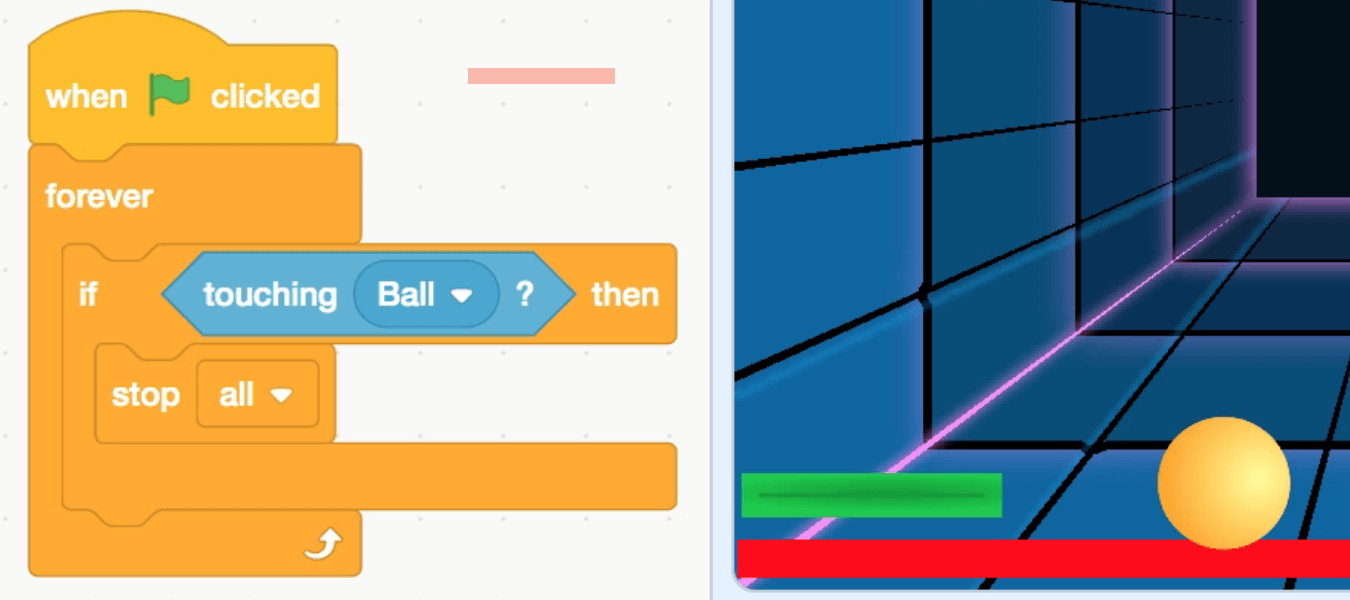 when clicked
forever
if touching Ball ? then
stop all